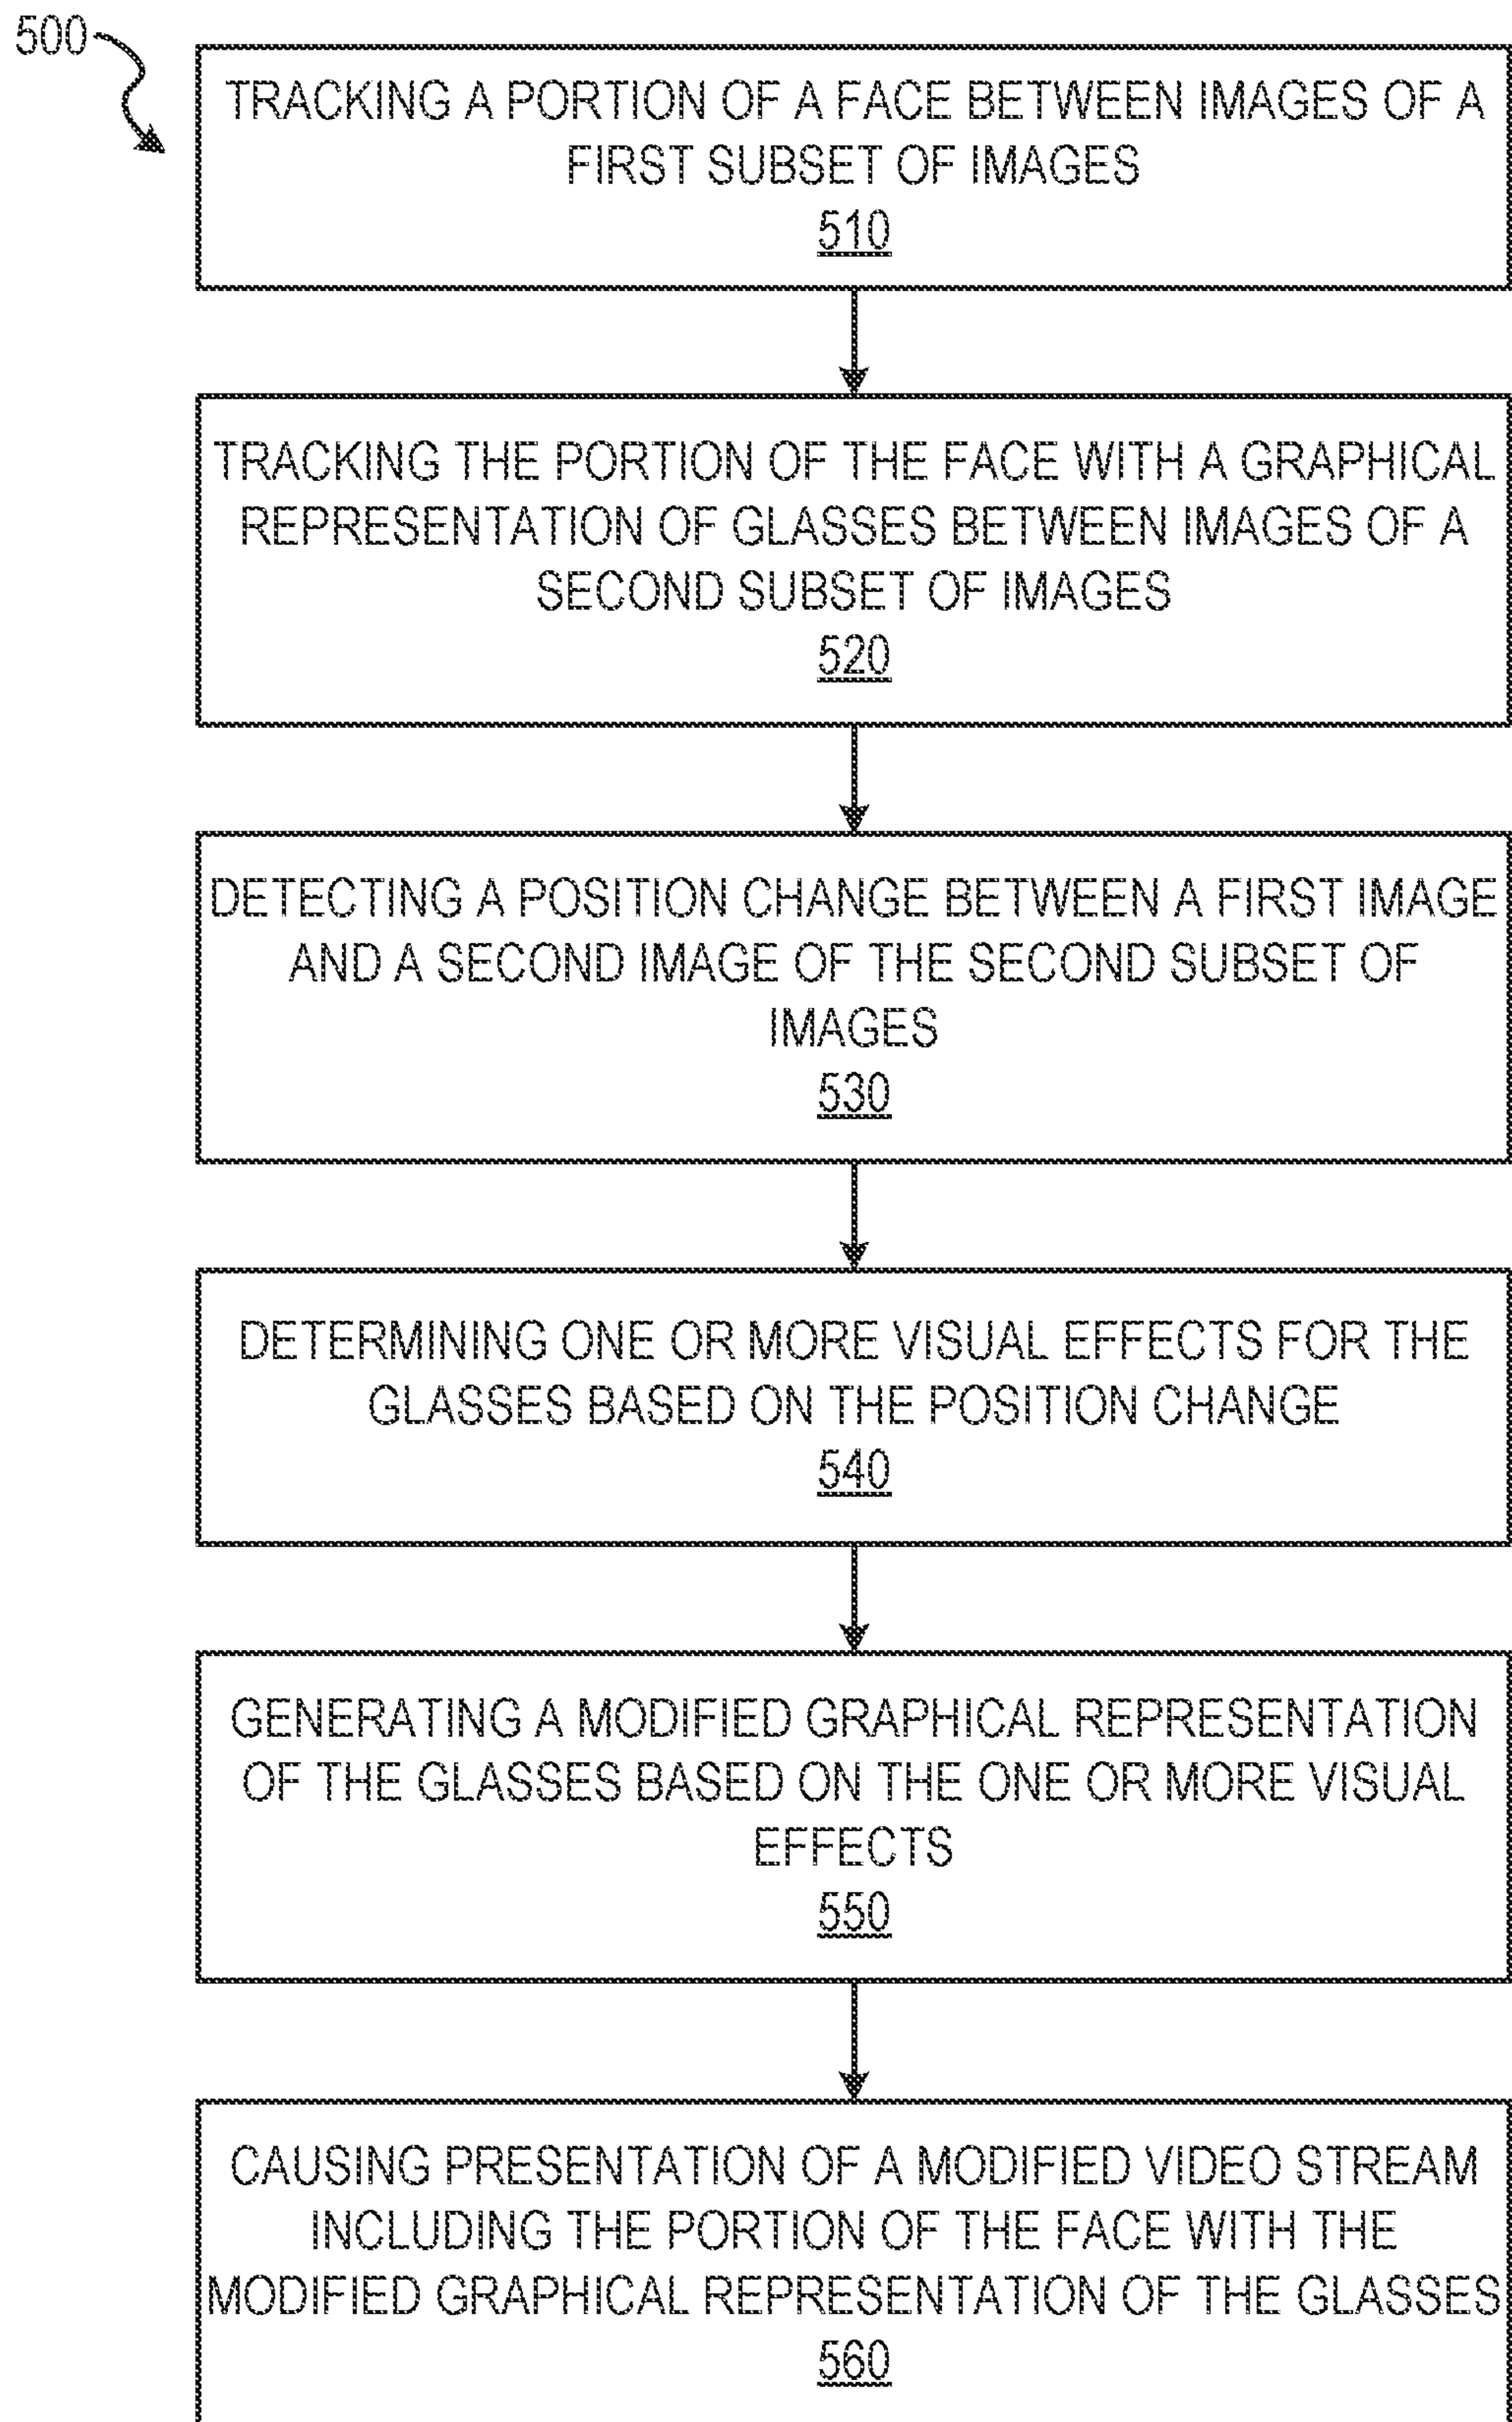 500
TRACKING A PORTION OF A FACE BETWEEN IMAGES OF A
FIRST SUBSET OF IMAGES
510
TRACKING THE PORTION OF THE FACE WITH A GRAPHICAL
REPRESENTATION OF GLASSES BETWEEN IMAGES OF A
SECOND SUBSET OF IMAGES
520
DETECTING A POSITION CHANGE BETWEEN A FIRST IMAGE
AND A SECOND IMAGE OF THE SECOND SUBSET OF
IMAGES
530
DETERMINING ONE OR MORE VISUAL EFFECTS FOR THE
GLASSES BASED ON THE POSITION CHANGE
540
GENERATING A MODIFIED GRAPHICAL REPRESENTATION
OF THE GLASSES BASED ON THE ONE OR MORE VISUAL
EFFECTS
550
CAUSING PRESENTATION OF A MODIFIED VIDEO STREAM
INCLUDING THE PORTION OF THE FACE WITH THE
MODIFIED GRAPHICAL REPRESENTATION OF THE GLASSES
560